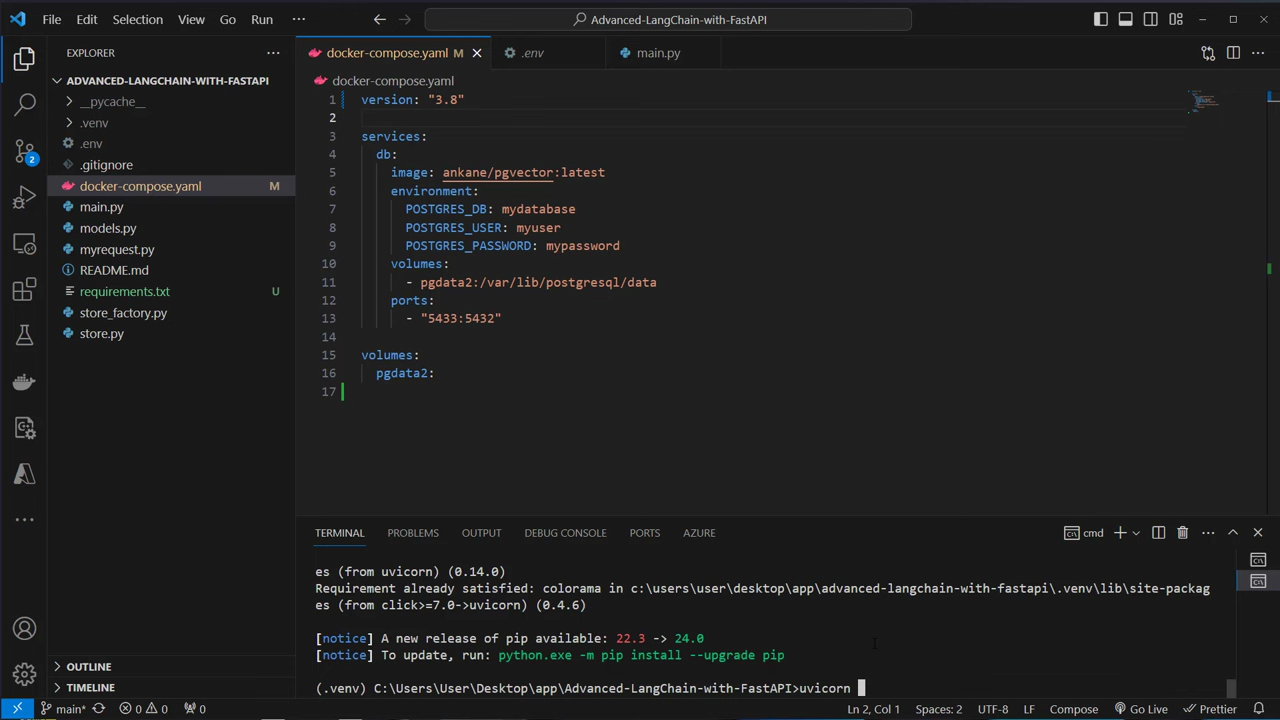 File Edit Selection View Go Run ···
Advanced-LangChain-with-FastAPI
EXPLORER
ADVANCED-LANGCHAIN-WITH-FASTAPI
__pycache__
.venv
.env
.gitignore
docker-compose.yaml M
main.py
models.py
myrequest.py
README.md
requirements.txt U
store_factory.py
store.py
OUTLINE
TIMELINE
2
docker-compose.yaml M
.env
main.py
docker-compose.yaml
1 version: "3.8"
2
3 services:
4 db:
5 image: ankane/pgvector:latest
6 environment:
7 POSTGRES_DB: mydatabase
8 POSTGRES_USER: myuser
9 POSTGRES_PASSWORD: mypassword
10 volumes:
11 - pgdata2:/var/lib/postgresql/data
12 ports:
13 - "5433:5432"
14
15 volumes:
16 pgdata2:
17
TERMINAL PROBLEMS OUTPUT DEBUG CONSOLE PORTS AZURE
cmd
es (from uvicorn) (0.14.0)
Requirement already satisfied: colorama in c:\users\user\desktop\app\advanced-langchain-with-fastapi\.venv\lib\site-packag
es (from click>=7.0->uvicorn) (0.4.6)
[notice] A new release of pip available: 22.3 -> 24.0
[notice] To update, run: python.exe -m pip install --upgrade pip
(.venv) C:\Users\User\Desktop\app\Advanced-LangChain-with-FastAPI>uvicorn
main* 0 0 0 Ln 2, Col 1 Spaces: 2 UTF-8 LF Compose Go Live Prettier